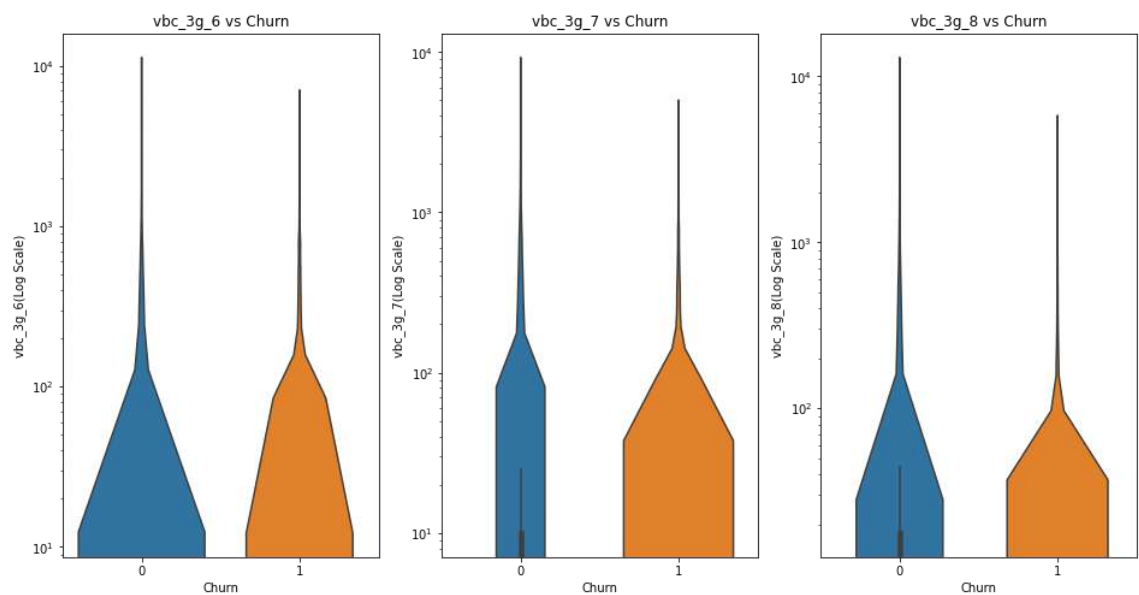 vbc_3g_6 vs Churn
vbc_3g_6(Log Scale)
10⁴
10³
10²
10¹
0 1
Churn
vbc_3g_7 vs Churn
vbc_3g_7(Log Scale)
10⁴
10³
10²
10¹
0 1
Churn
vbc_3g_8 vs Churn
vbc_3g_8(Log Scale)
10⁴
10³
10²
0 1
Churn